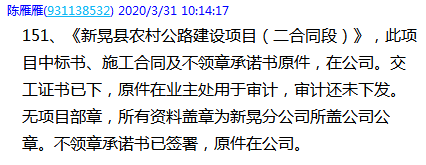 陈雁雁(931138532) 2020/3/31 10:14:17
151、《新晃县农村公路建设项目（二合同段）》，此项
目中标书、施工合同及不领章承诺书原件，在公司。交
工证书已下，原件在业主处用于审计，审计还未下发。
无项目部章，所有资料盖章为新晃分公司所盖公司公
章。不领章承诺书已签署，原件在公司。